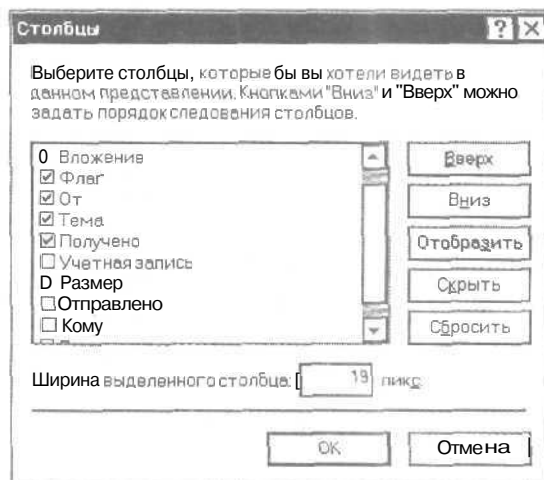 Столбцы
Выберите столбцы, которые бы вы хотели видеть в
данном представлении. Кнопками "Вниз" и "Вверх" можно
задать порядок следования столбцов.
0 Вложение
Флаг
От
Тема
Получено
Учетная запись
D Размер
Отправлено
Кому
Вверх
Вниз
Отобразить
Скрыть
Сбросить
Ширина выделенного столбца: 19 пикс
OK
Отмена